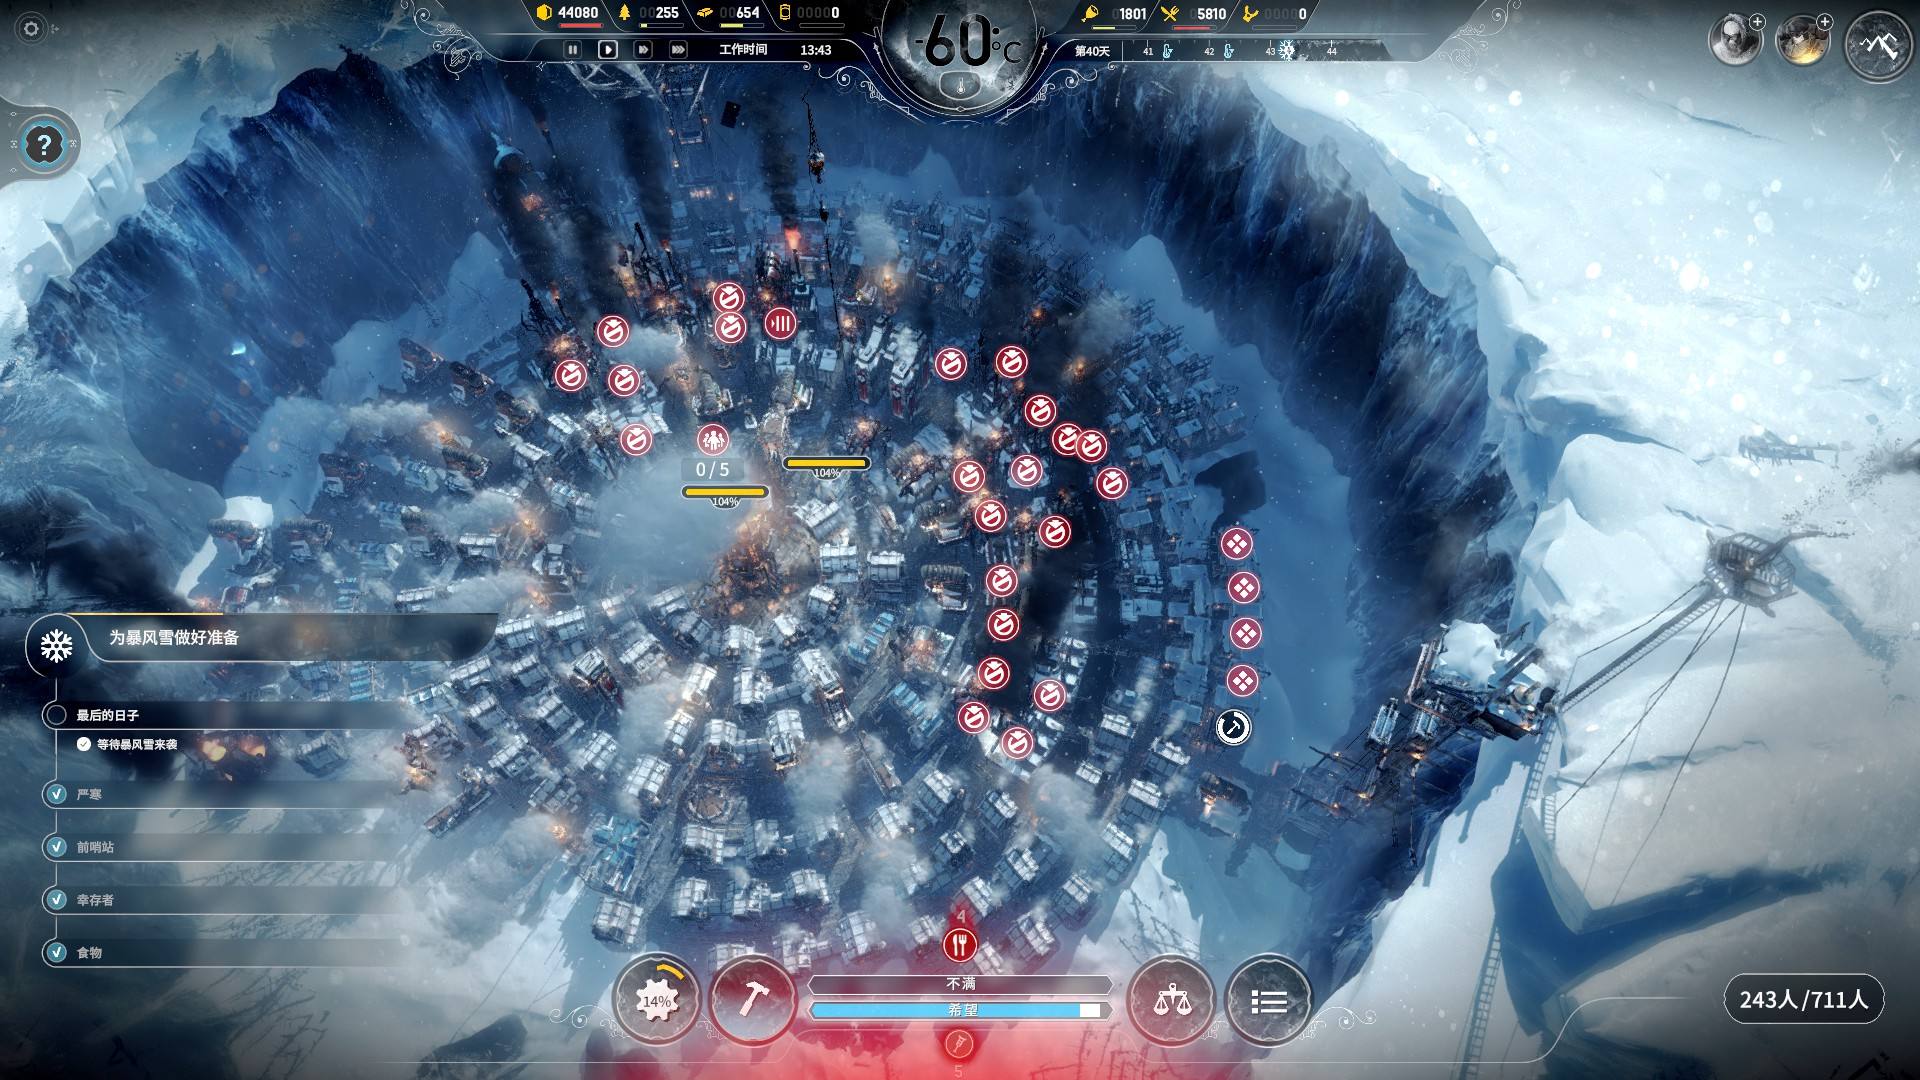 44080
00255
00654
00000
01801
05810
00000
工作时间
13:43
-60°C
第40天
41
42
43
44
?
0/5
104%
104%
为暴风雪做好准备
最后的日子
等待暴风雪来袭
严寒
前哨站
幸存者
食物
4
14%
不满
希望
5
243人/711人